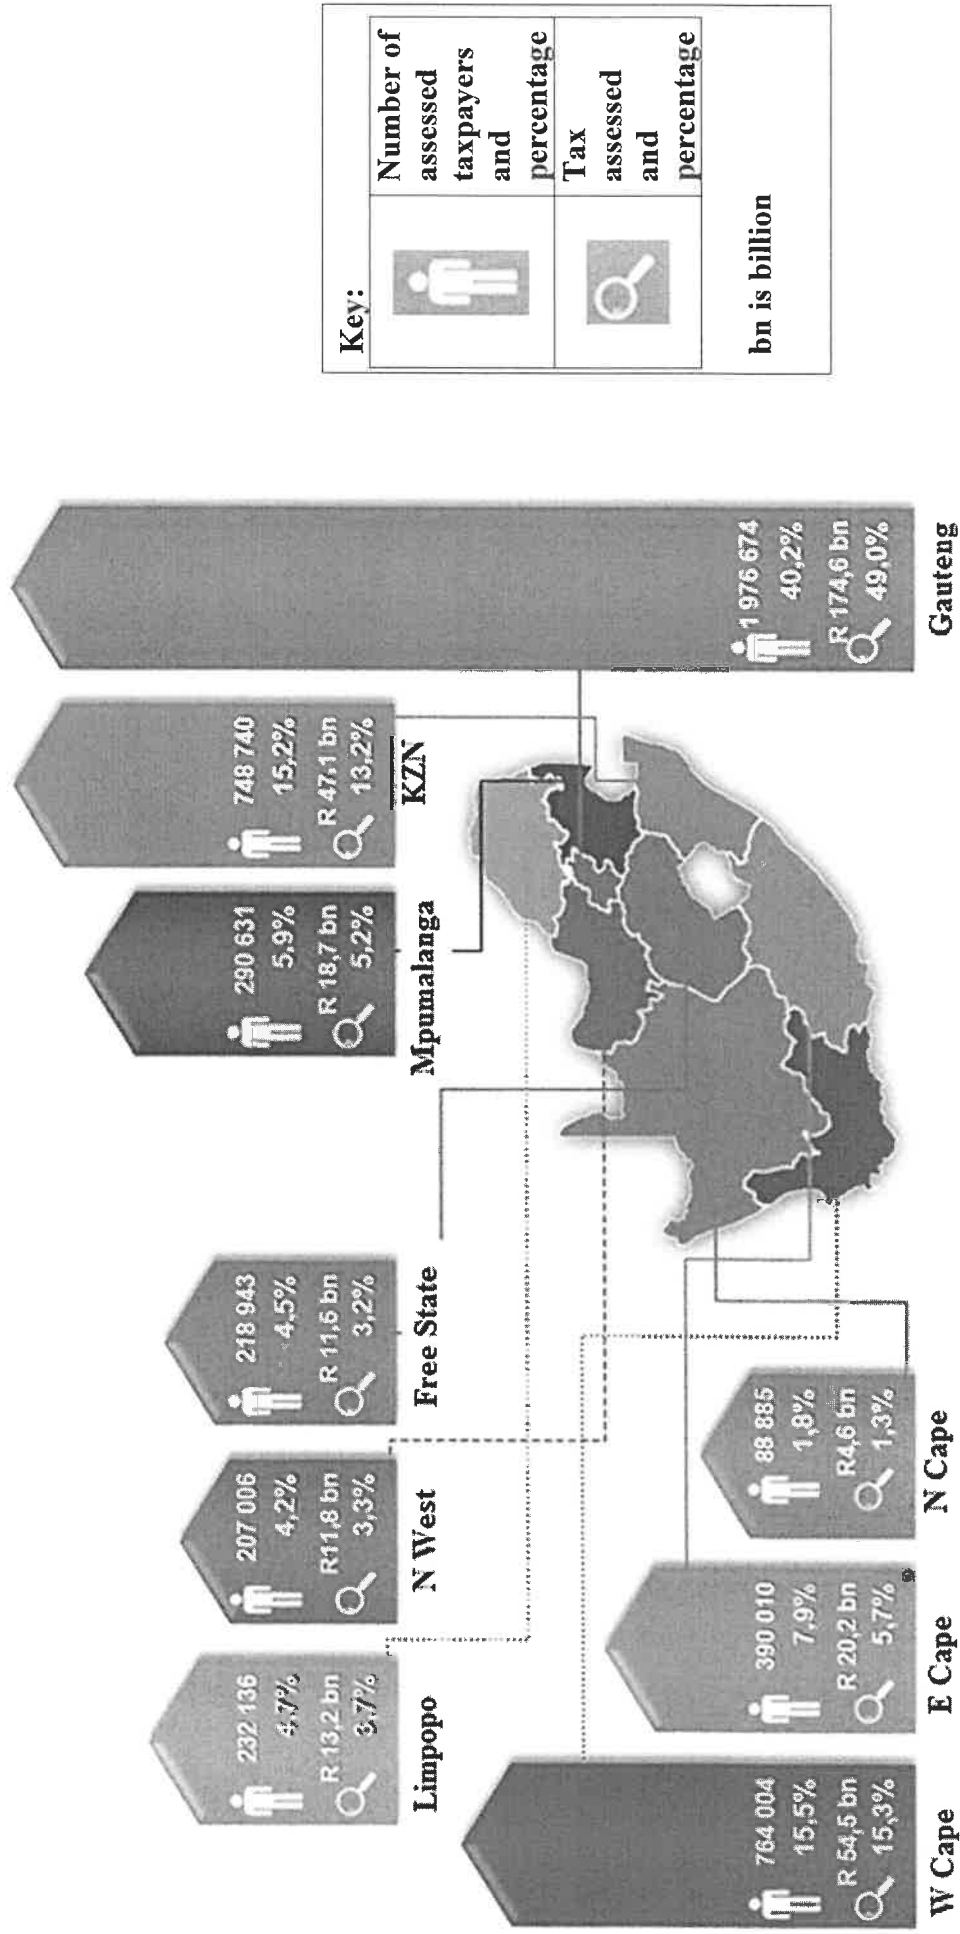 Limpopo
232 136
4.7%
R 13,2 bn
3.7%
N West
207 006
4,2%
R11,8 bn
3,3%
Free State
218 943
4.5%
R 11,6 bn
3,2%
Mpumalanga
290 631
5,9%
R 18,7 bn
5,2%
KZN
748 740
15,2%
R 47.1 bn
13,2%
W Cape
764 004
15,5%
R 54,5 bn
15,3%
E Cape
390 010
7,9%
R 20,2 bn
5,7%
N Cape
88 885
1,8%
R4,6 bn
1,3%
Gauteng
1 976 674
40,2%
R 174,6 bn
49,0%
Key:
Number of
assessed
taxpayers
and
percentage
Tax
assessed
and
percentage
bn is billion